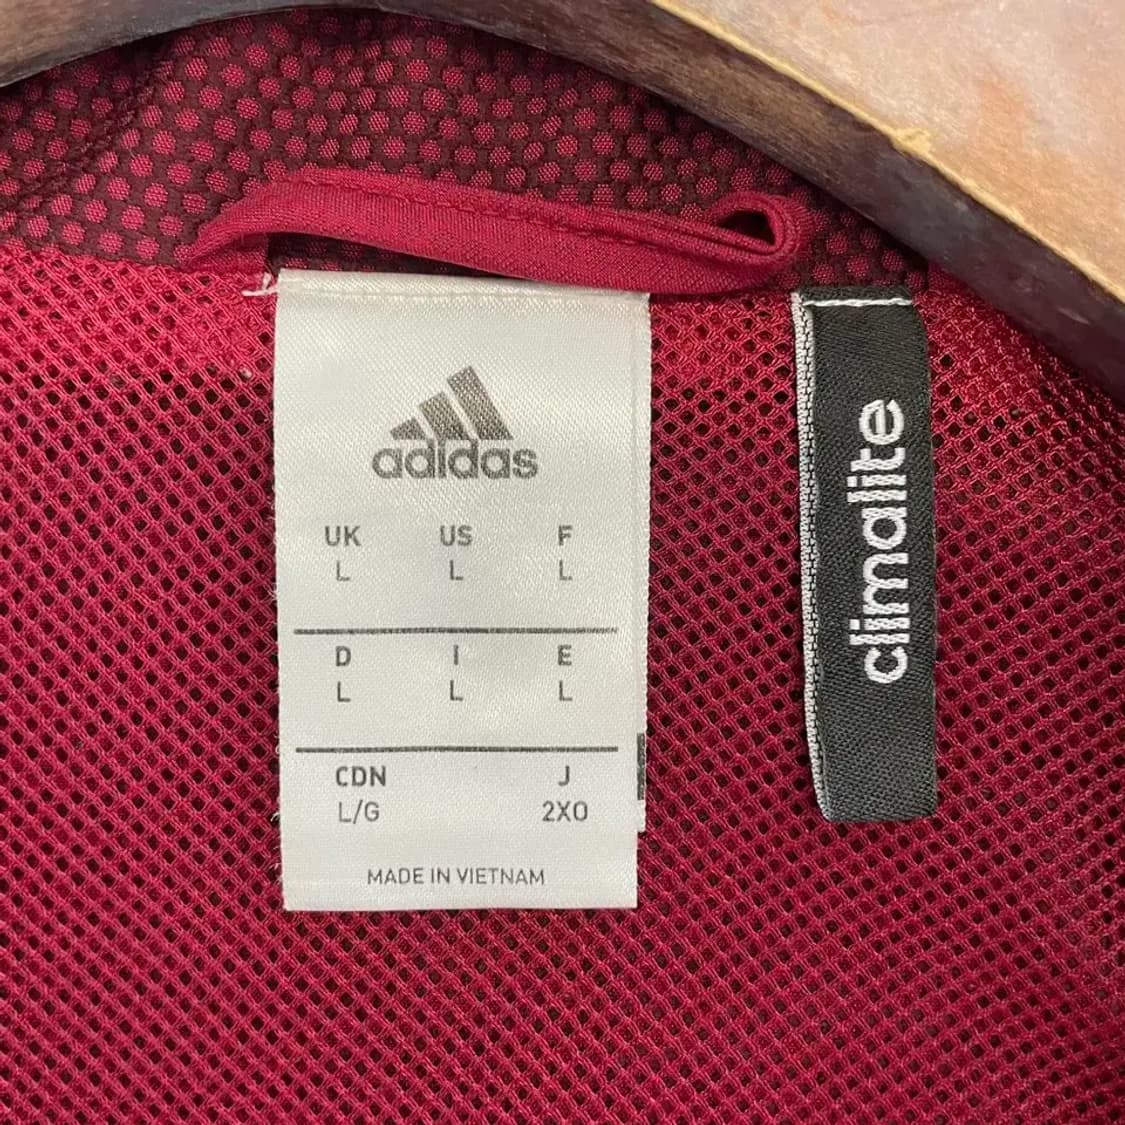 adidas
UK US F
L L L
D I E
L L L
CDN J
L/G 2XO
MADE IN VIETNAM
climalite